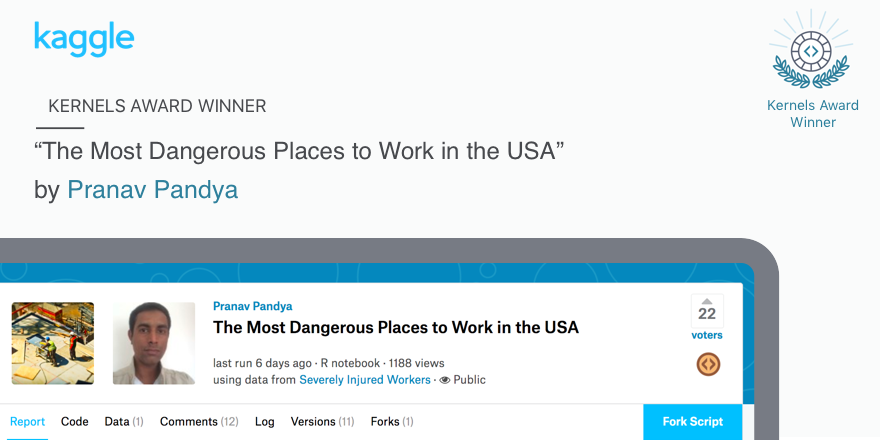 kaggle
Kernels Award
Winner
KERNELS AWARD WINNER
“The Most Dangerous Places to Work in the USA”
by Pranav Pandya
Pranav Pandya
The Most Dangerous Places to Work in the USA
22
voters
last run 6 days ago · R notebook · 1188 views
using data from Severely Injured Workers · Public
Report Code Data (1) Comments (12) Log Versions (11) Forks (1) Fork Script